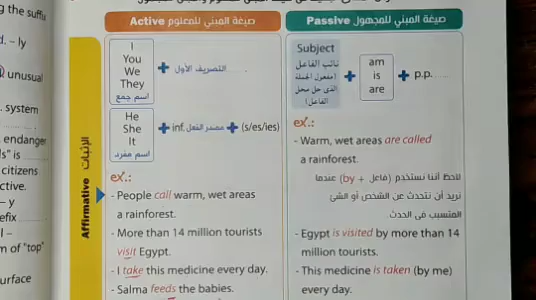 g the suffix
d. – ly
unusual
. system
endanger
s" is
citizens
ctive.
– y
efix
l –
n of "top"
urface
صيغة المبني للمعلوم Active
صيغة المبني للمجهول Passive
Affirmative الإثبات
I
You
We
They
اسم جمع
+ التصريف الأول
He
She
It
اسم مفرد
+ inf. مصدر الفعل + (s/es/ies)
ex.:
- People call warm, wet areas
a rainforest.
- More than 14 million tourists
visit Egypt.
- I take this medicine every day.
- Salma feeds the babies.
Subject
نائب الفاعل
(مفعول الجملة
الذي حل محل
الفاعل)
+
am
is
are
+ p.p.
ex.:
- Warm, wet areas are called
a rainforest.
لاحظ أننا نستخدم (by + فاعل) عندما
نريد أن نتحدث عن الشخص أو الشئ
المتسبب في الحدث.
- Egypt is visited by more than 14
million tourists.
- This medicine is taken (by me)
every day.